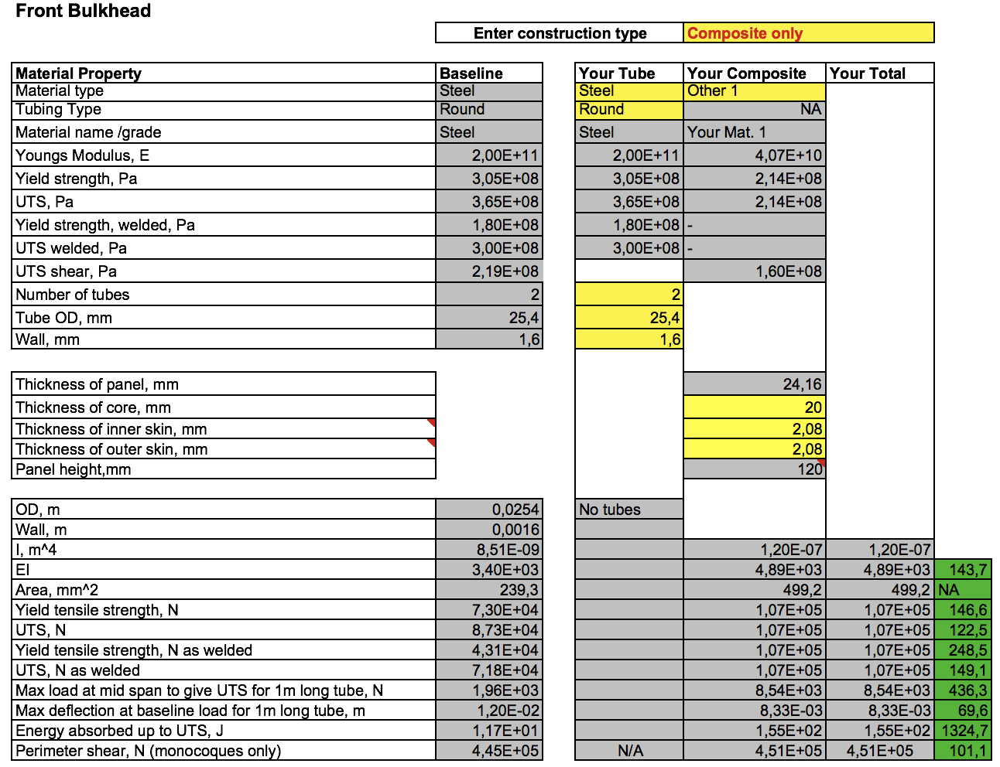 Front Bulkhead
Enter construction type Composite only
Material Property Baseline Your Tube Your Composite Your Total
Material type Steel Steel Other 1
Tubing Type Round Round NA
Material name /grade Steel Steel Your Mat. 1
Youngs Modulus, E 2,00E+11 2,00E+11 4,07E+10
Yield strength, Pa 3,05E+08 3,05E+08 2,14E+08
UTS, Pa 3,65E+08 3,65E+08 2,14E+08
Yield strength, welded, Pa 1,80E+08 1,80E+08 -
UTS welded, Pa 3,00E+08 3,00E+08 -
UTS shear, Pa 2,19E+08 1,60E+08
Number of tubes 2 2
Tube OD, mm 25,4 25,4
Wall, mm 1,6 1,6
Thickness of panel, mm 24,16
Thickness of core, mm 20
Thickness of inner skin, mm 2,08
Thickness of outer skin, mm 2,08
Panel height,mm 120
OD, m 0,0254 No tubes
Wall, m 0,0016
I, m^4 8,51E-09 1,20E-07 1,20E-07
EI 3,40E+03 4,89E+03 4,89E+03 143,7
Area, mm^2 239,3 499,2 499,2 NA
Yield tensile strength, N 7,30E+04 1,07E+05 1,07E+05 146,6
UTS, N 8,73E+04 1,07E+05 1,07E+05 122,5
Yield tensile strength, N as welded 4,31E+04 1,07E+05 1,07E+05 248,5
UTS, N as welded 7,18E+04 1,07E+05 1,07E+05 149,1
Max load at mid span to give UTS for 1m long tube, N 1,96E+03 8,54E+03 8,54E+03 436,3
Max deflection at baseline load for 1m long tube, m 1,20E-02 8,33E-03 8,33E-03 69,6
Energy absorbed up to UTS, J 1,17E+01 1,55E+02 1,55E+02 1324,7
Perimeter shear, N (monocoques only) 4,45E+05 N/A 4,51E+05 4,51E+05 101,1